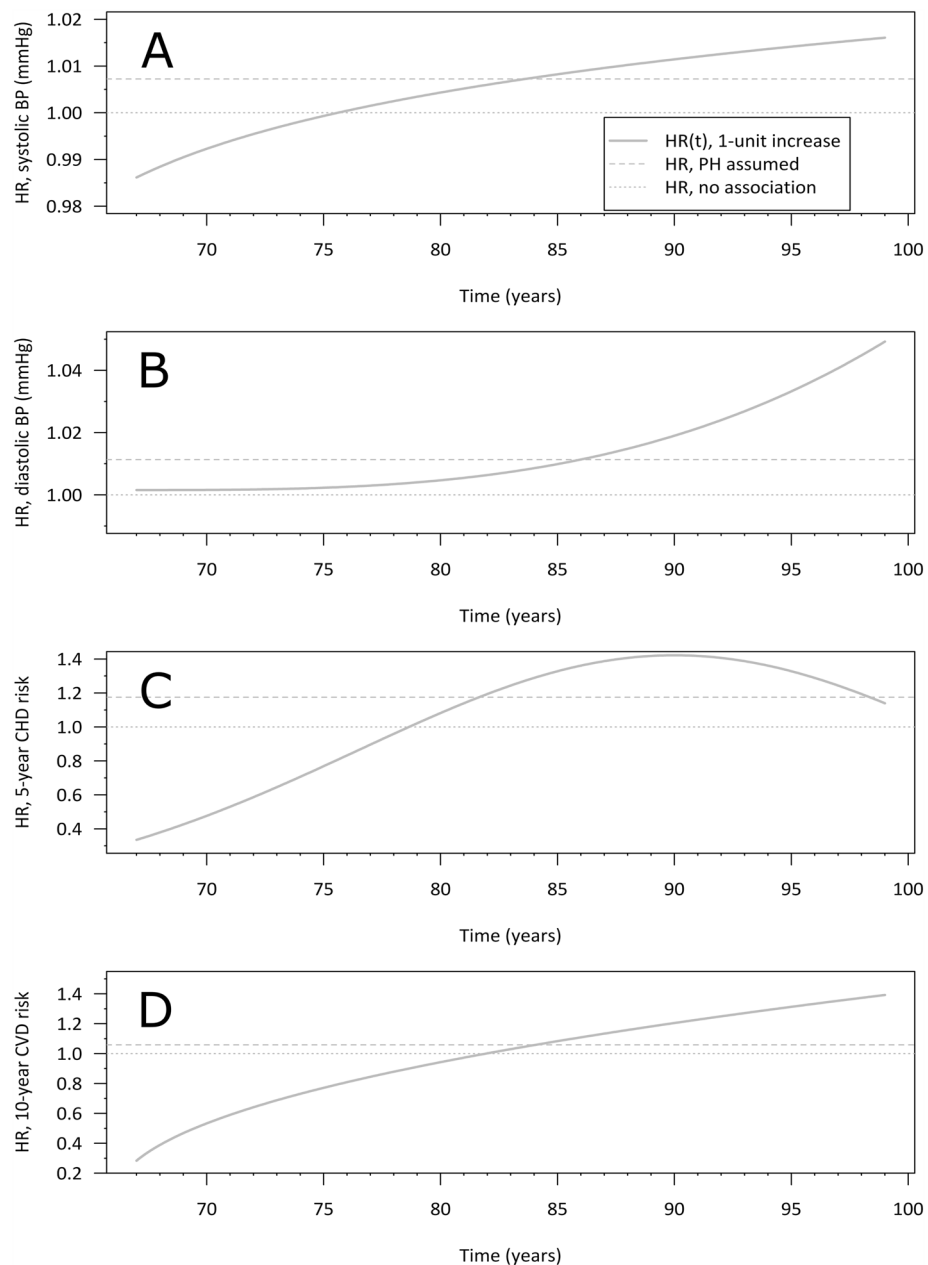 A
HR, systolic BP (mmHg)
1.02
1.01
1.00
0.99
0.98
HR(t), 1-unit increase
HR, PH assumed
HR, no association
70 75 80 85 90 95 100
Time (years)
B
HR, diastolic BP (mmHg)
1.04
1.02
1.00
70 75 80 85 90 95 100
Time (years)
C
HR, 5-year CHD risk
1.4
1.2
1.0
0.8
0.6
0.4
70 75 80 85 90 95 100
Time (years)
D
HR, 10-year CVD risk
1.4
1.2
1.0
0.8
0.6
0.4
0.2
70 75 80 85 90 95 100
Time (years)